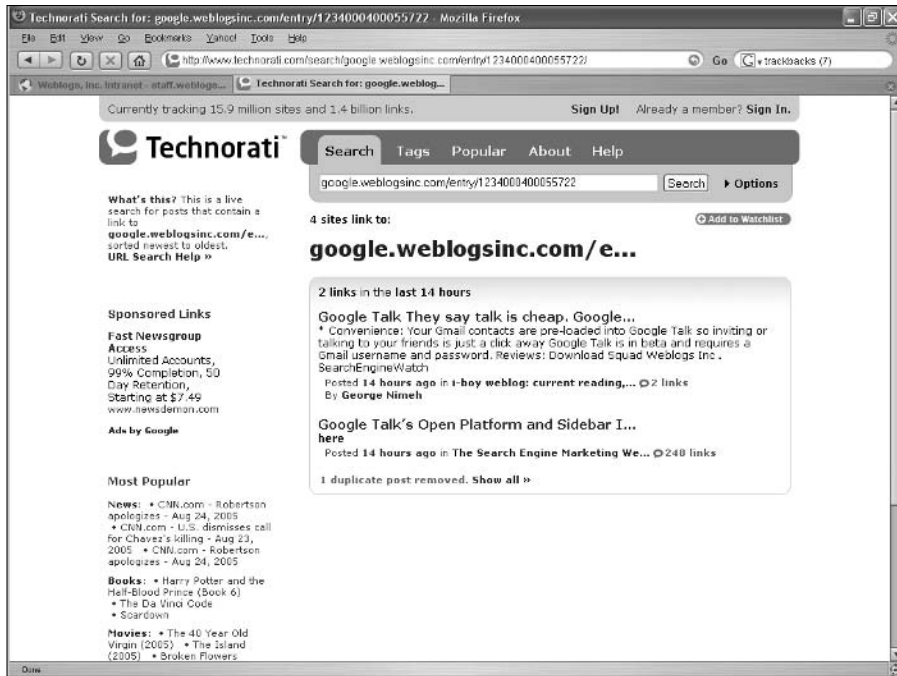 Technorati Search for: google.weblogsinc.com/entry/1234000400055722 - Mozilla Firefox
File Edit View Go Bookmarks Yahoo! Tools Help
http://www.technorati.com/search/google.weblogsinc.com/entry/1234000400055722/
Go
trackbacks (7)
Weblogs, Inc. Intranet - staff.weblogs...
Technorati Search for: google.weblog...
Currently tracking 15.9 million sites and 1.4 billion links.
Sign Up! Already a member? Sign In.
Technorati™
Search Tags Popular About Help
google.weblogsinc.com/entry/1234000400055722
Search
Options
What's this? This is a live
search for posts that contain a
link to
google.weblogsinc.com/e...,
sorted newest to oldest.
URL Search Help »
4 sites link to:
Add to Watchlist
google.weblogsinc.com/e...
2 links in the last 14 hours
Google Talk They say talk is cheap. Google...
* Convenience: Your Gmail contacts are pre-loaded into Google Talk so inviting or
talking to your friends is just a click away Google Talk is in beta and requires a
Gmail username and password. Reviews: Download Squad Weblogs Inc .
SearchEngineWatch
Posted 14 hours ago in i-boy weblog: current reading,... 2 links
By George Nimeh
Google Talk's Open Platform and Sidebar I...
here
Posted 14 hours ago in The Search Engine Marketing We... 248 links
1 duplicate post removed. Show all »
Sponsored Links
Fast Newsgroup
Access
Unlimited Accounts,
99% Completion, 50
Day Retention,
Starting at $7.49
www.newsdemon.com
Ads by Google
Most Popular
News: • CNN.com - Robertson
apologizes - Aug 24, 2005
• CNN.com - U.S. dismisses call
for Chavez's killing - Aug 23,
2005 • CNN.com - Robertson
apologizes - Aug 24, 2005
Books: • Harry Potter and the
Half-Blood Prince (Book 6)
• The Da Vinci Code
• Scardown
Movies: • The 40 Year Old
Virgin (2005) • The Island
(2005) • Broken Flowers
Done